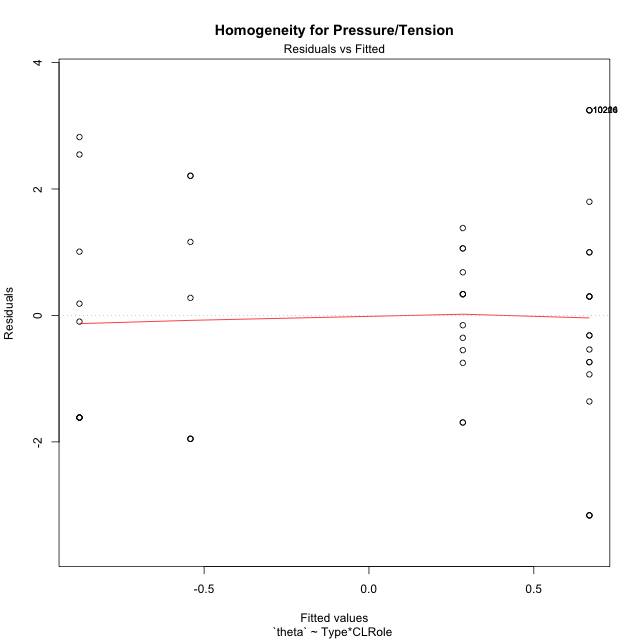 Homogeneity for Pressure/Tension
Residuals vs Fitted
4
2
0
-2
Residuals
-0.5 0.0 0.5
Fitted values
`theta` ~ Type*CLRole